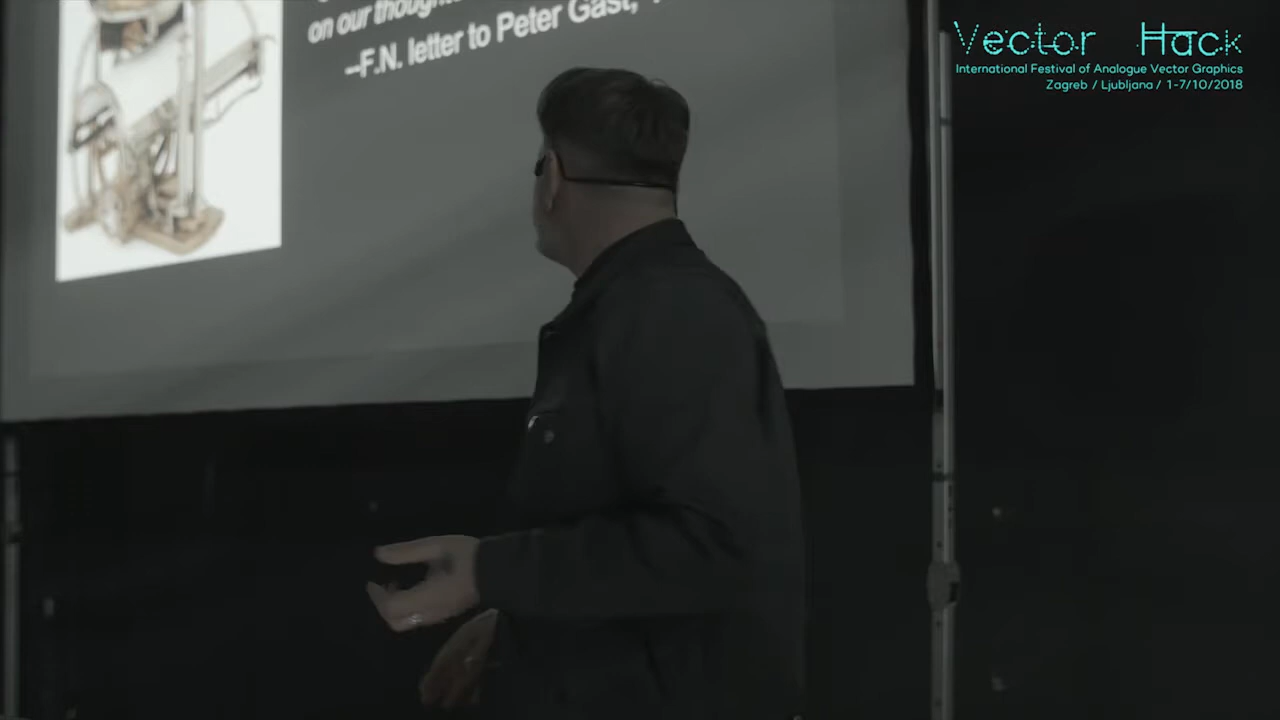 on our thought
--F.N. letter to Peter Gast,
Vector Hack
International Festival of Analogue Vector Graphics
Zagreb / Ljubljana / 1-7/10/2018